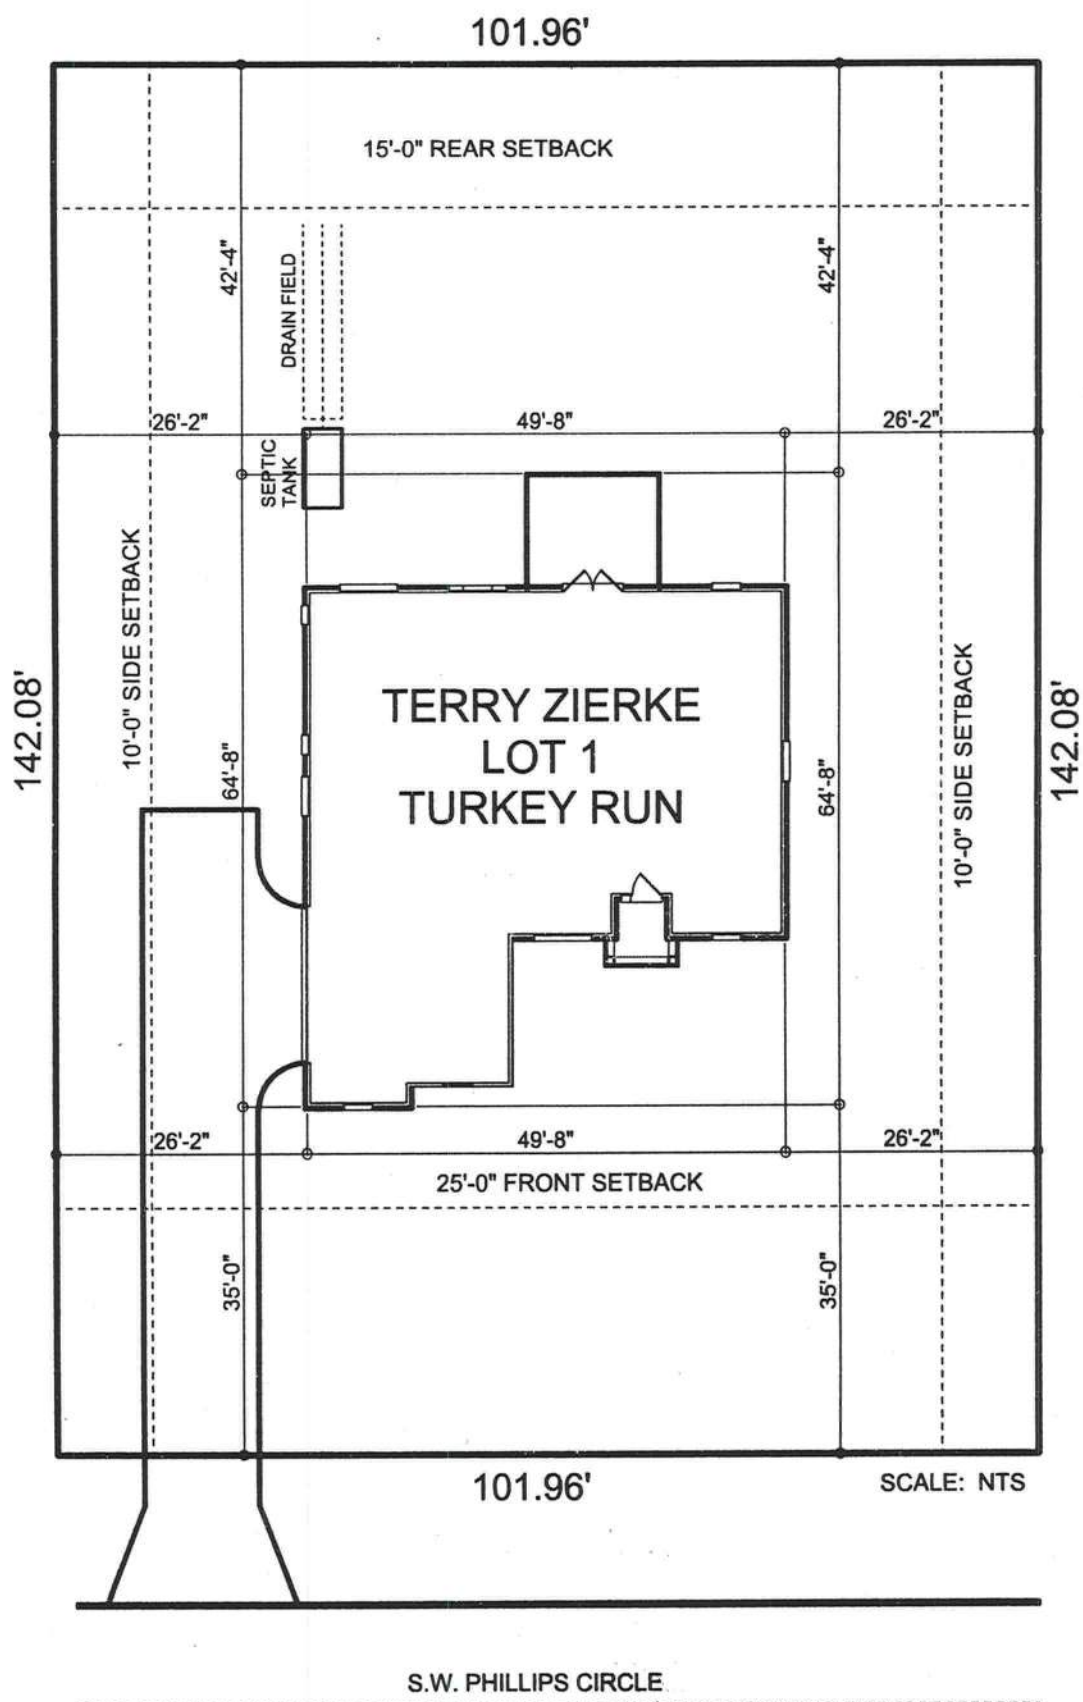 101.96'
15'-0" REAR SETBACK
42'-4"
42'-4"
DRAIN FIELD
26'-2"
49'-8"
26'-2"
SEPTIC
TANK
10'-0" SIDE SETBACK
142.08'
TERRY ZIERKE
LOT 1
TURKEY RUN
64'-8"
64'-8"
10'-0" SIDE SETBACK
142.08'
26'-2"
49'-8"
26'-2"
25'-0" FRONT SETBACK
35'-0"
35'-0"
101.96'
SCALE: NTS
S.W. PHILLIPS CIRCLE